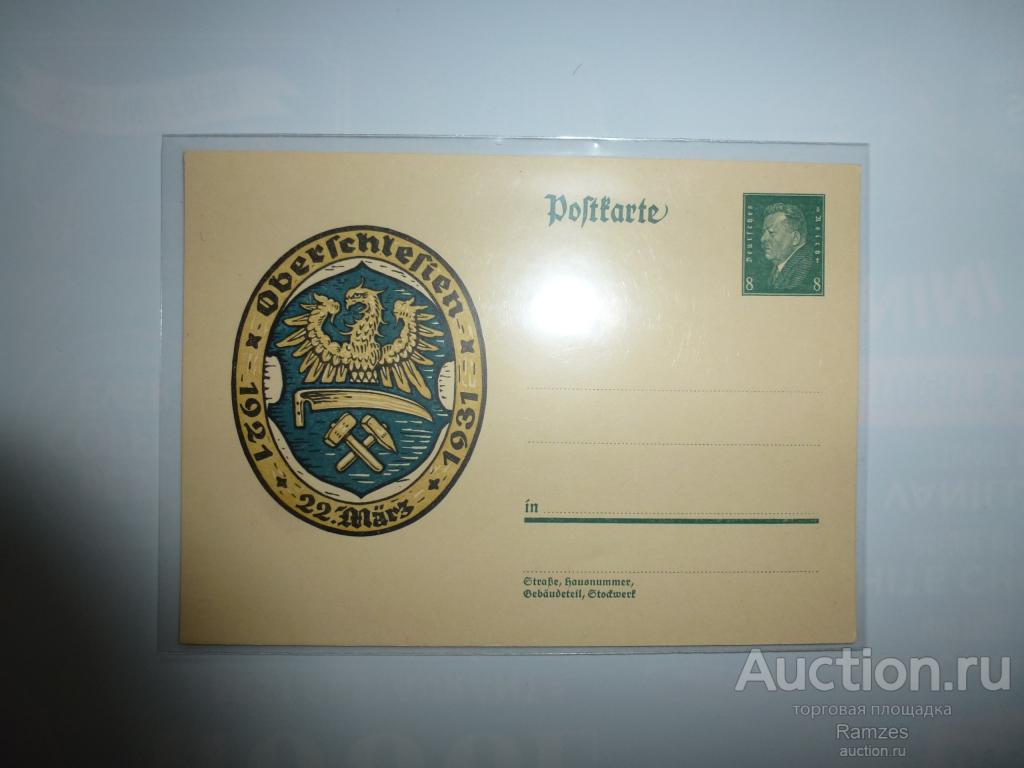 Postkarte
Deutsches Reich
8 8
Oberschlesien
1921
1931
22. März
in
Straße, Hausnummer,
Gebäudeteil, Stockwerk
Auction.ru
торговая площадка
Ramzes
auction.ru